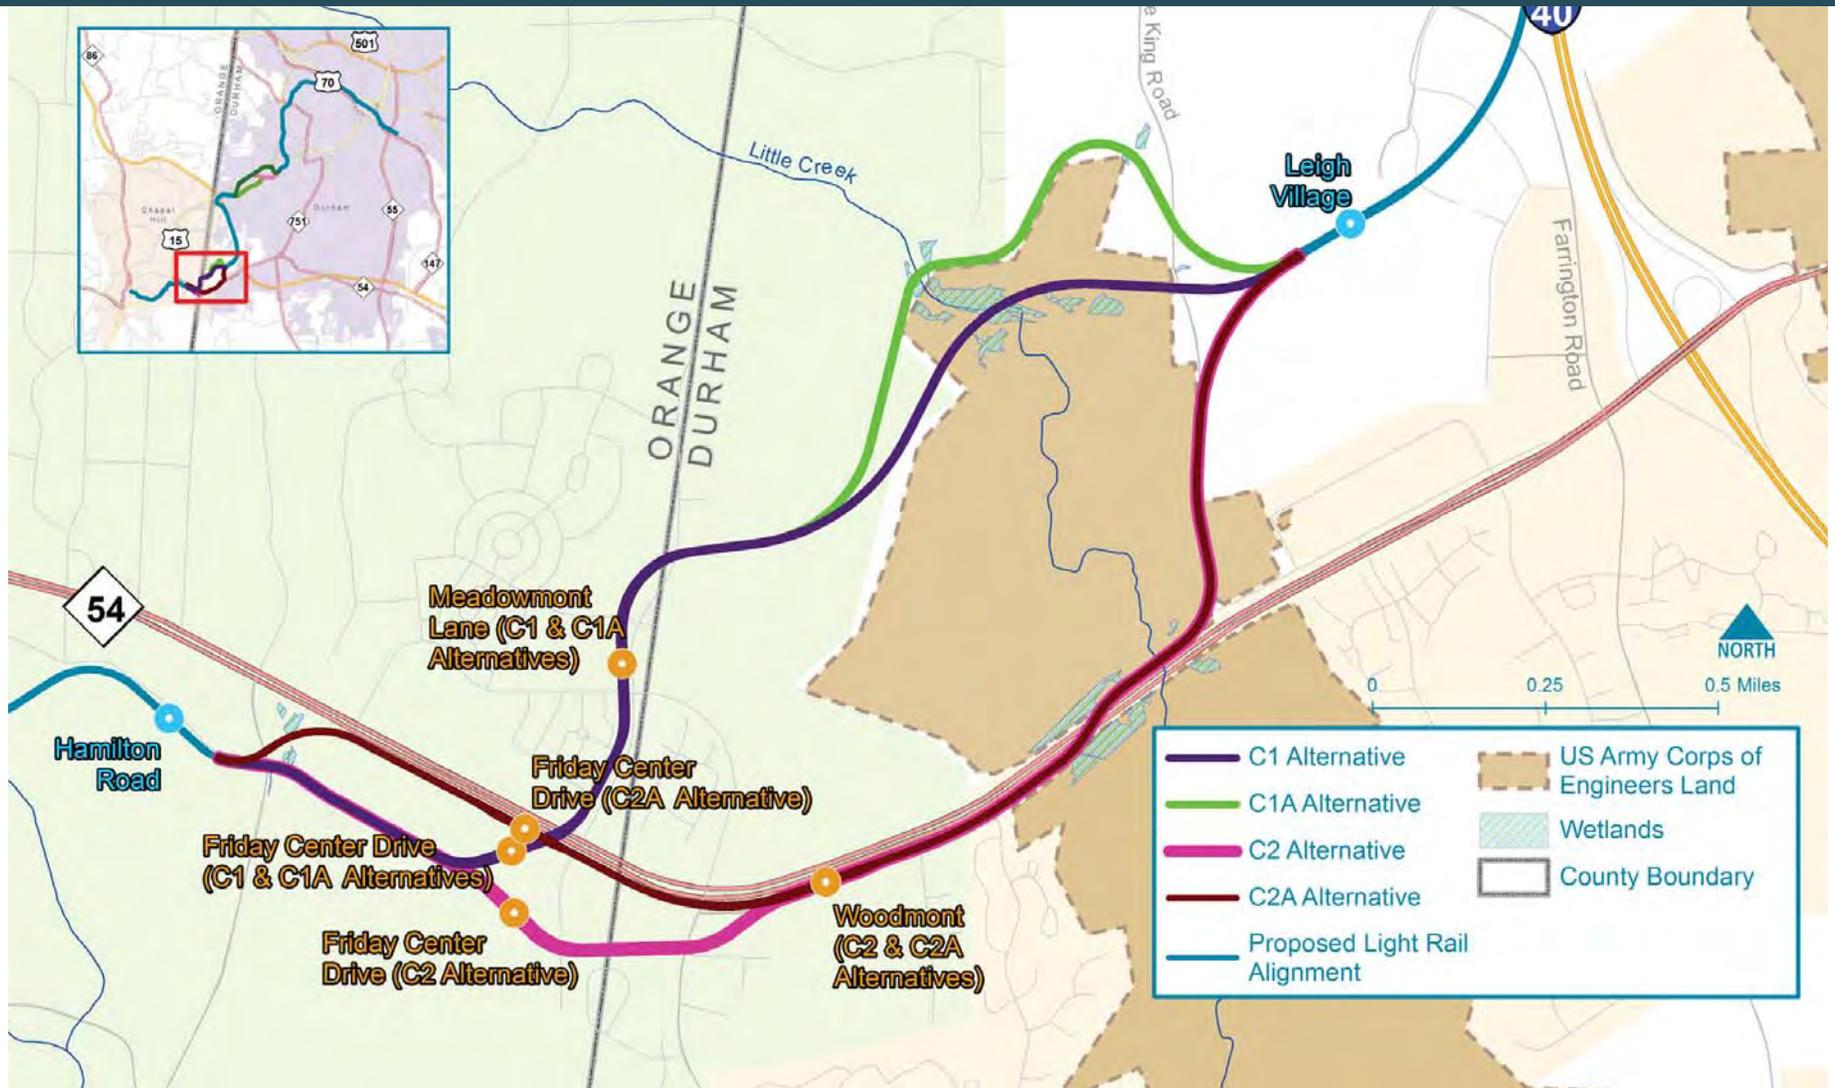 86
501
70
ORANGE
DURHAM
Chapel
Hill
Durham
15
751
55
147
54
40
e King Road
Little Creek
Leigh
Village
Farrington Road
ORANGE
DURHAM
54
Meadowmont
Lane (C1 & C1A
Alternatives)
NORTH
0 0.25 0.5 Miles
Hamilton
Road
Friday Center
Drive (C2A Alternative)
Friday Center Drive
(C1 & C1A Alternatives)
Friday Center
Drive (C2 Alternative)
Woodmont
(C2 & C2A
Alternatives)
C1 Alternative
C1A Alternative
C2 Alternative
C2A Alternative
Proposed Light Rail
Alignment
US Army Corps of
Engineers Land
Wetlands
County Boundary